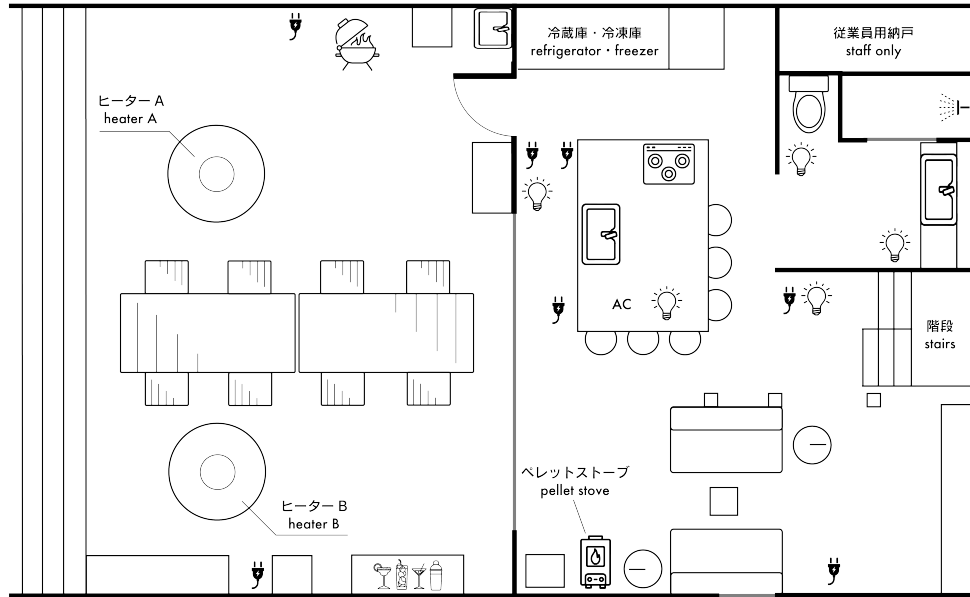 冷蔵庫・冷凍庫
refrigerator・freezer
従業員用納戸
staff only
ヒーター A
heater A
AC
階段
stairs
ペレットストーブ
pellet stove
ヒーター B
heater B